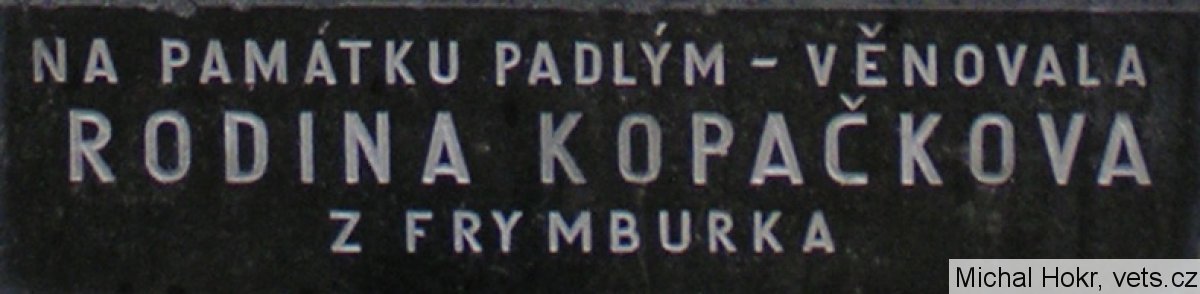 NA PAMÁTKU PADLÝM - VĚNOVALA
RODINA KOPAČKOVA
Z FRYMBURKA
Michal Hokr, vets.cz